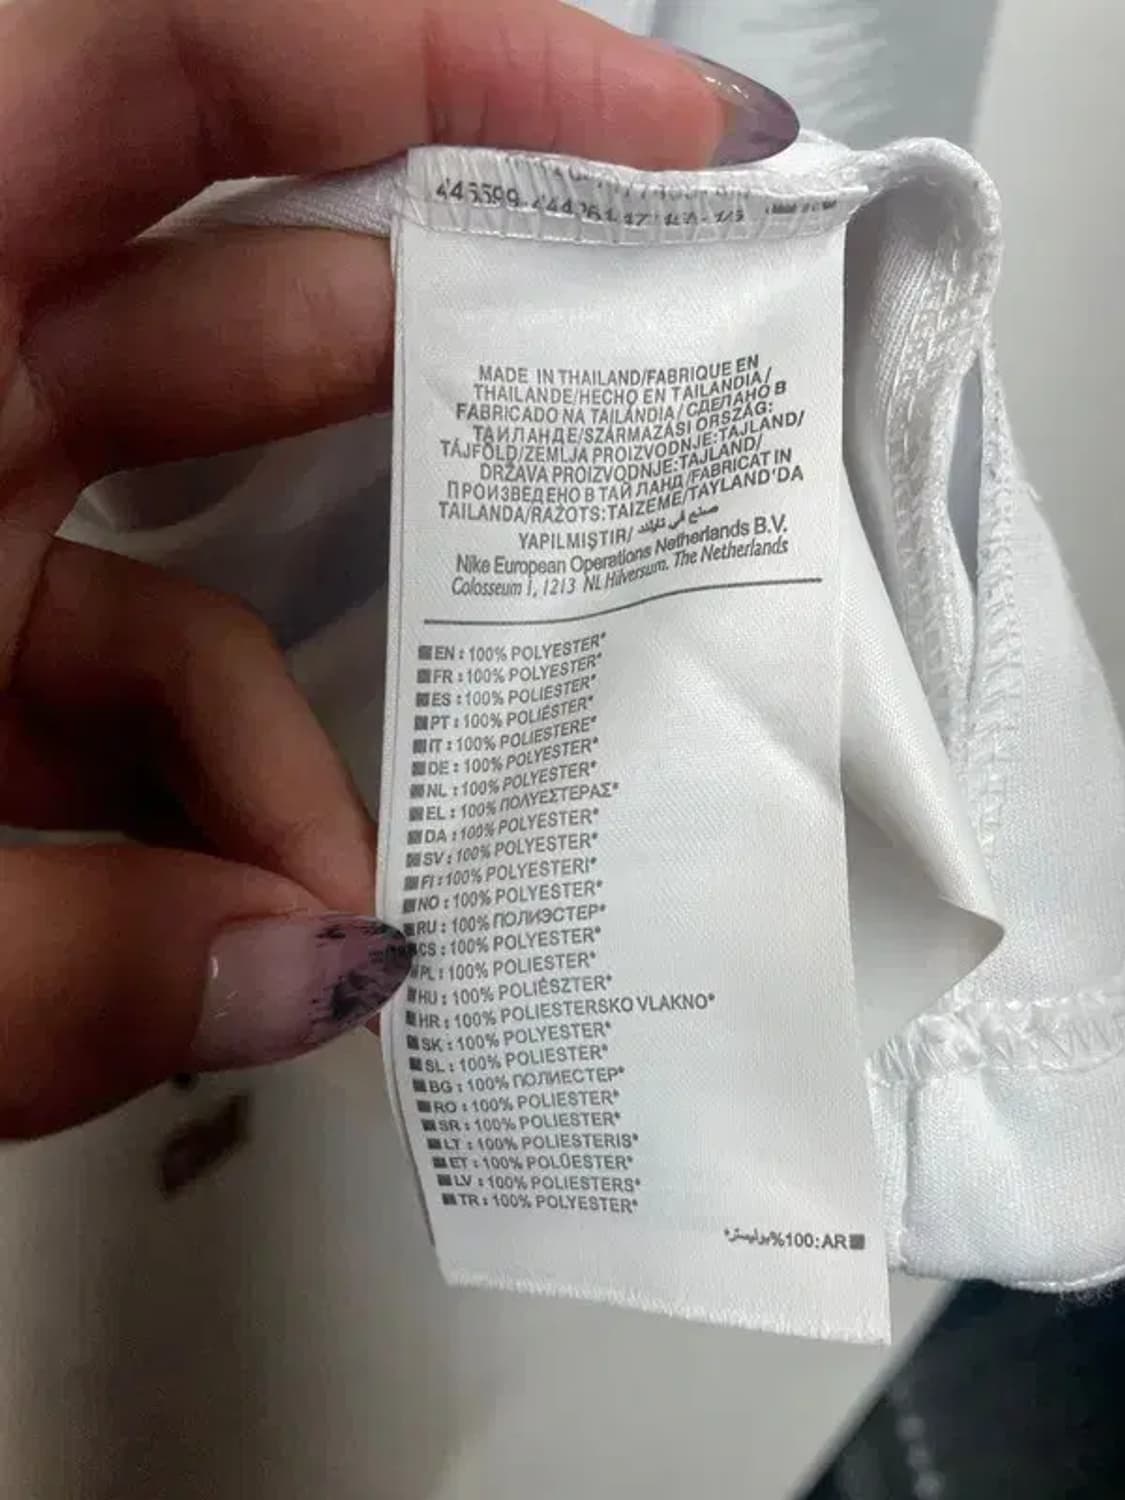 MADE IN THAILAND/FABRIQUE EN
THAILANDE/HECHO EN TAILANDIA/
FABRICADO NA TAILÂNDIA/СДЕЛАНО В
ТАИЛАНДЕ/SZÁRMAZÁSI ORSZÁG:
TÁJFÖLD/ZEMLJA PROIZVODNJE:TAJLAND/
DRŽAVA PROIZVODNJE:TAJLAND/
ПРОИЗВЕДЕНО В ТАЙЛАНД/FABRICAT IN
TAILANDA/RAŽOTS:TAIZEME/TAYLAND'DA
YAPILMIŞTIR/ صنع في تايلند
Nike European Operations Netherlands B.V.
Colosseum 1, 1213 NL Hilversum. The Netherlands
EN : 100% POLYESTER*
FR : 100% POLYESTER*
ES : 100% POLIÉSTER*
PT : 100% POLIÉSTER*
IT : 100% POLIESTERE*
DE : 100% POLYESTER*
NL : 100% POLYESTER*
EL : 100% ΠΟΛΥΕΣΤΕΡΑΣ*
DA : 100% POLYESTER*
SV : 100% POLYESTER*
FI : 100% POLYESTERI*
NO : 100% POLYESTER*
RU : 100% ПОЛИЭСТЕР*
CS : 100% POLYESTER*
PL : 100% POLIESTER*
HU : 100% POLIÉSZTER*
HR : 100% POLIESTERSKO VLAKNO*
SK : 100% POLYESTER*
SL : 100% POLIESTER*
BG : 100% ПОЛИЕСТЕР*
RO : 100% POLIESTER*
SR : 100% POLIESTER*
LT : 100% POLIESTERIS*
ET : 100% POLÜESTER*
LV : 100% POLIESTERS*
TR : 100% POLYESTER*
AR:100% بوليستر*